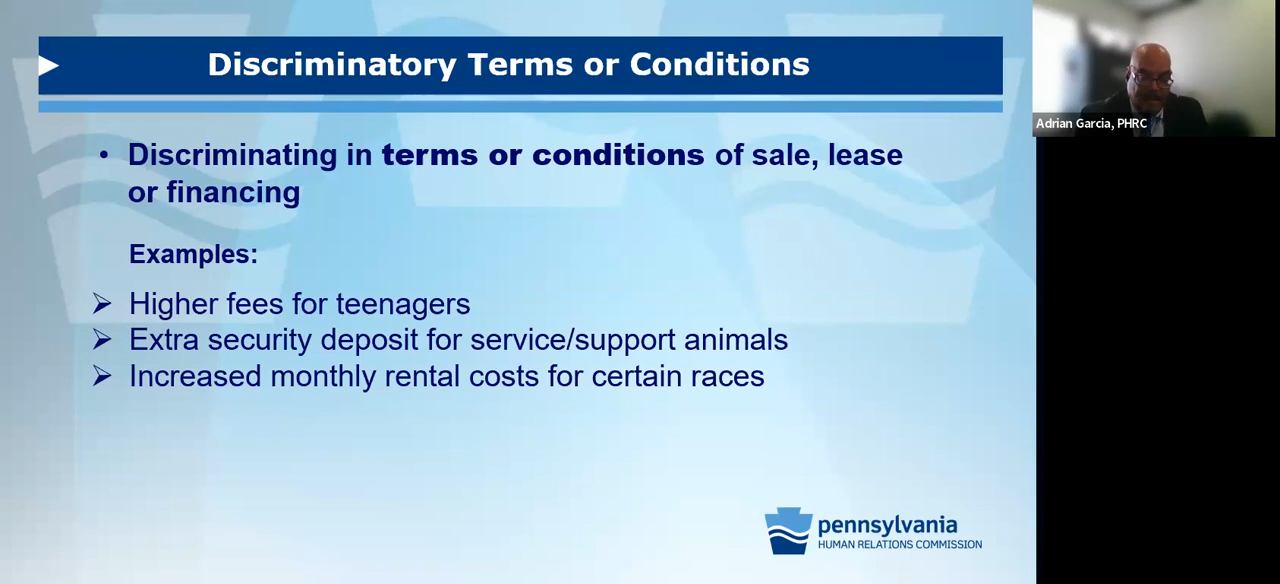 Discriminatory Terms or Conditions
• Discriminating in terms or conditions of sale, lease
or financing
Examples:
➢ Higher fees for teenagers
➢ Extra security deposit for service/support animals
➢ Increased monthly rental costs for certain races
pennsylvania
HUMAN RELATIONS COMMISSION
Adrian Garcia, PHRC